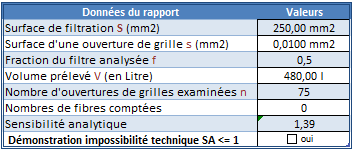 Données du rapport Valeurs
Surface de filtration S (mm2) 250,00 mm2
Surface d'une ouverture de grille s (mm2) 0,0100 mm2
Fraction du filtre analysée f 0,5
Volume prélevé V (en Litre) 480,00 l
Nombre d'ouvertures de grilles examinées n 75
Nombres de fibres comptées 0
Sensibilité analytique 1,39
Démonstration impossibilité technique SA <= 1 oui